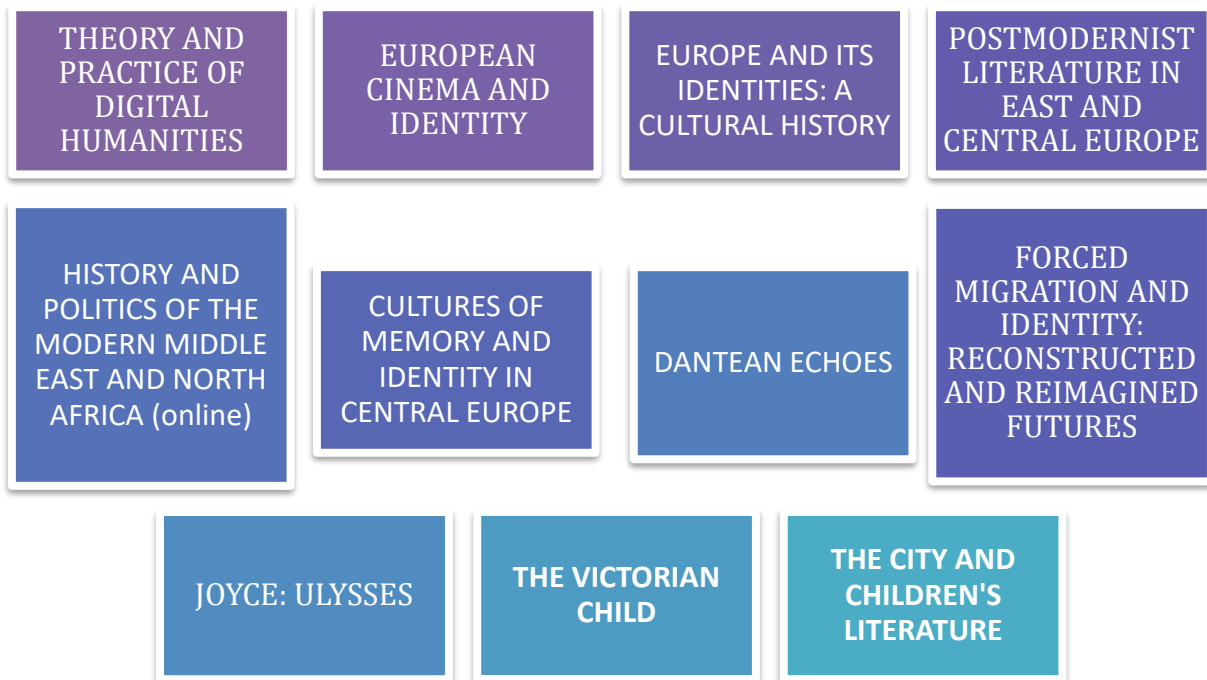 THEORY AND
PRACTICE OF
DIGITAL
HUMANITIES
EUROPEAN
CINEMA AND
IDENTITY
EUROPE AND ITS
IDENTITIES: A
CULTURAL HISTORY
POSTMODERNIST
LITERATURE IN
EAST AND
CENTRAL EUROPE
HISTORY AND
POLITICS OF THE
MODERN MIDDLE
EAST AND NORTH
AFRICA (online)
CULTURES OF
MEMORY AND
IDENTITY IN
CENTRAL EUROPE
DANTEAN ECHOES
FORCED
MIGRATION AND
IDENTITY:
RECONSTRUCTED
AND REIMAGINED
FUTURES
JOYCE: ULYSSES
THE VICTORIAN
CHILD
THE CITY AND
CHILDREN'S
LITERATURE